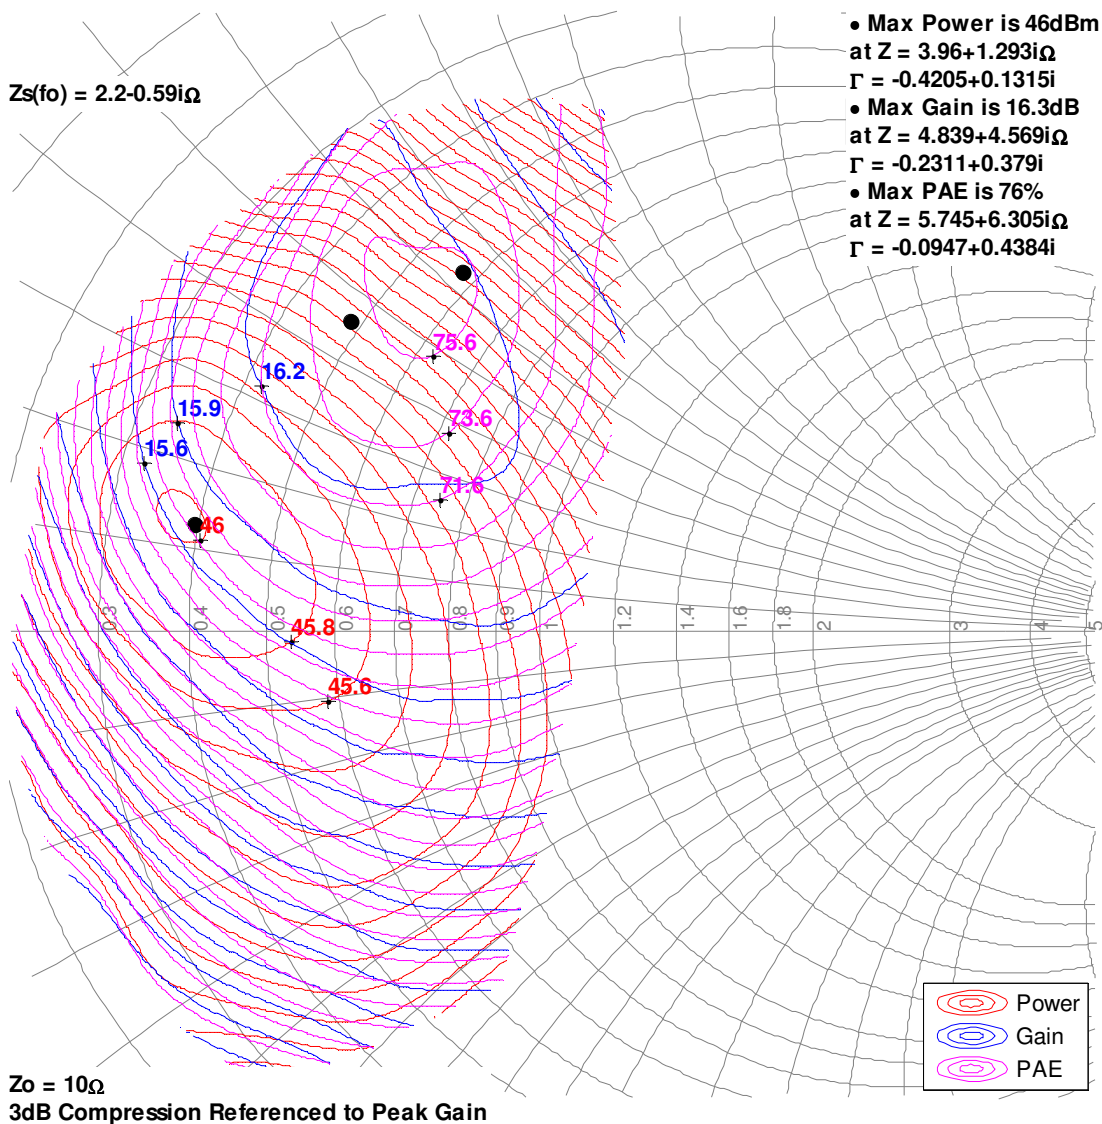 ● Max Power is 46dBm
at Z = 3.96+1.293iΩ
Γ = -0.4205+0.1315i
● Max Gain is 16.3dB
at Z = 4.839+4.569iΩ
Γ = -0.2311+0.379i
● Max PAE is 76%
at Z = 5.745+6.305iΩ
Γ = -0.0947+0.4384i
Zs(fo) = 2.2-0.59iΩ
75.6
16.2
15.9
73.6
15.6
71.6
46
0.3 0.4 0.5 0.6 0.7 0.8 0.9 1 1.2 1.4 1.6 1.8 2 3 4 5
45.8
45.6
Power
Gain
PAE
Zo = 10Ω
3dB Compression Referenced to Peak Gain